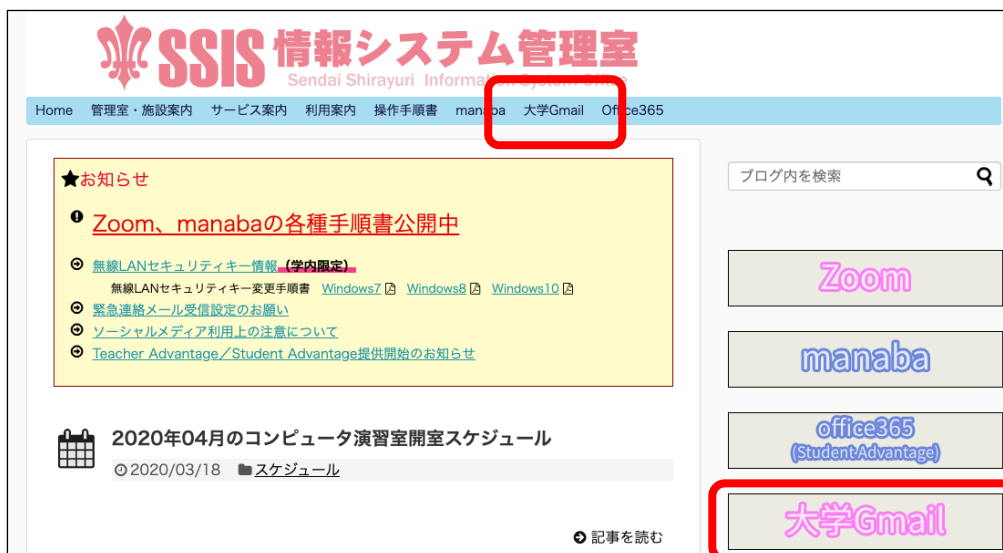 SSIS 情報システム管理室
Sendai Shirayuri Information System Office
Home 管理室・施設案内 サービス案内 利用案内 操作手順書 manaba 大学Gmail Office365
★お知らせ
Zoom、manabaの各種手順書公開中
無線LANセキュリティキー情報（学内限定）
無線LANセキュリティキー変更手順書 Windows7 Windows8 Windows10
緊急連絡メール受信設定のお願い
ソーシャルメディア利用上の注意について
Teacher Advantage／Student Advantage提供開始のお知らせ
2020年04月のコンピュータ演習室開室スケジュール
2020/03/18 スケジュール
記事を読む
ブログ内を検索
Zoom
manaba
office365
(Student Advantage)
大学Gmail